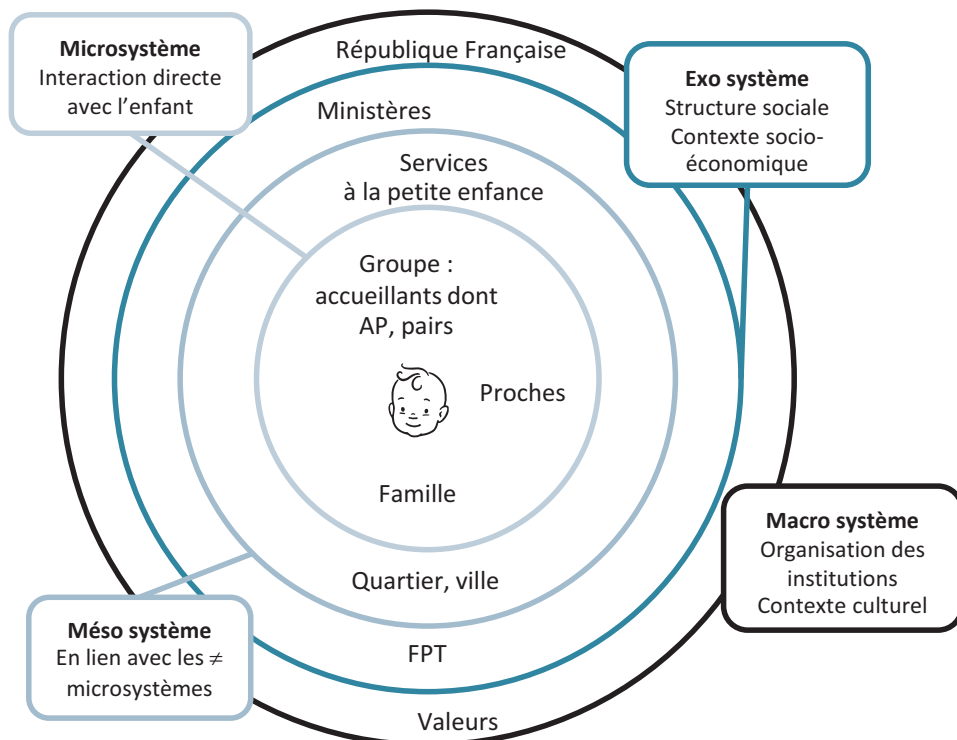 Microsystème
Interaction directe
avec l’enfant
République Française
Exo système
Structure sociale
Contexte socio-
économique
Ministères
Services
à la petite enfance
Groupe :
accueillants dont
AP, pairs
Proches
Famille
Macro système
Organisation des
institutions
Contexte culturel
Quartier, ville
Méso système
En lien avec les ≠
microsystèmes
FPT
Valeurs